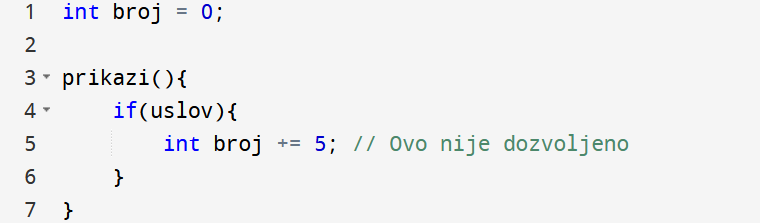 1 int broj = 0;
2
3 prikazi(){
4     if(uslov){
5         int broj += 5; // Ovo nije dozvoljeno
6     }
7 }